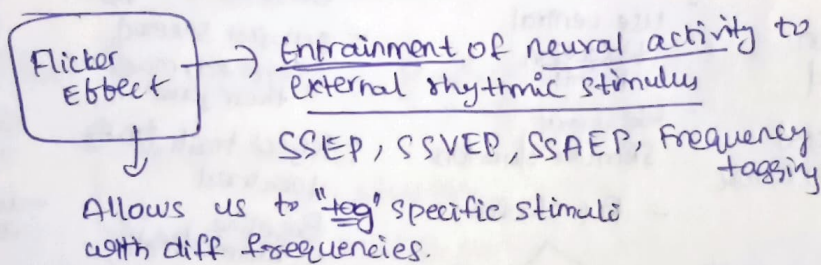 Flicker
Effect
→ Entrainment of neural activity to
external rhythmic stimulus
SSEP, SSVEP, SSAEP, Frequency
tagging
Allows us to "tag" specific stimuli
with diff frequencies.